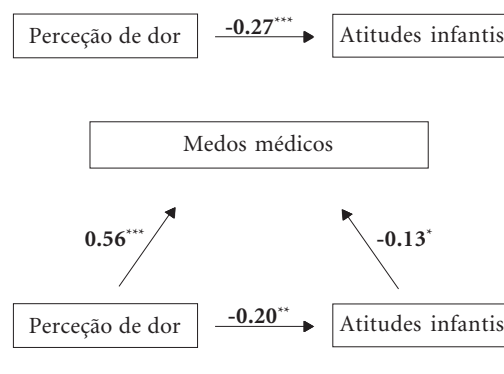 Perceção de dor
-0.27***
Atitudes infantis
Medos médicos
0.56***
-0.13*
Perceção de dor
-0.20**
Atitudes infantis